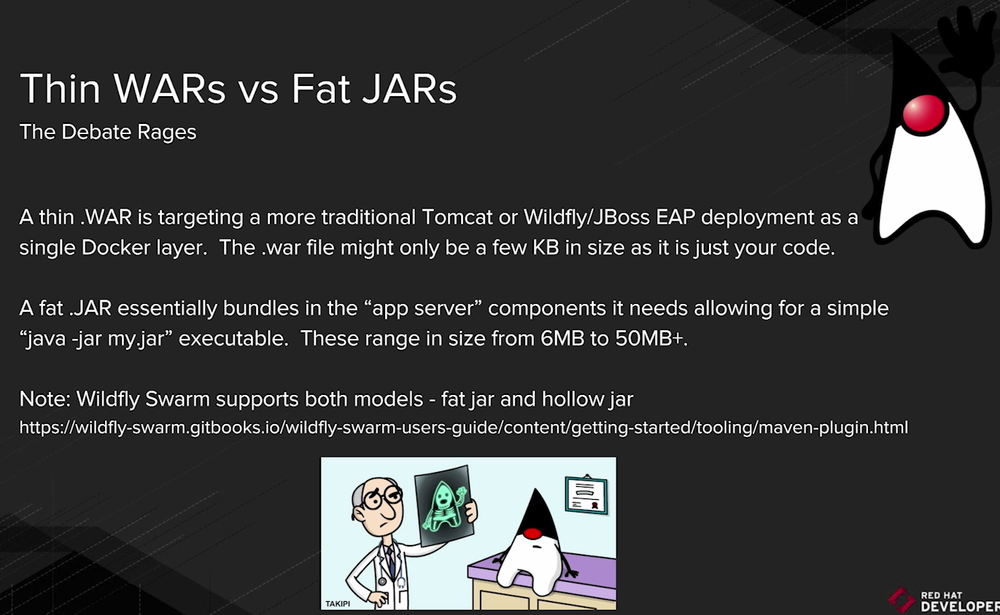 Thin WARs vs Fat JARs
The Debate Rages
A thin .WAR is targeting a more traditional Tomcat or Wildfly/JBoss EAP deployment as a
single Docker layer.  The .war file might only be a few KB in size as it is just your code.
A fat .JAR essentially bundles in the “app server” components it needs allowing for a simple
“java -jar my.jar” executable.  These range in size from 6MB to 50MB+.
Note: Wildfly Swarm supports both models - fat jar and hollow jar
https://wildfly-swarm.gitbooks.io/wildfly-swarm-users-guide/content/getting-started/tooling/maven-plugin.html
TAKIPI
RED HAT
DEVELOPER